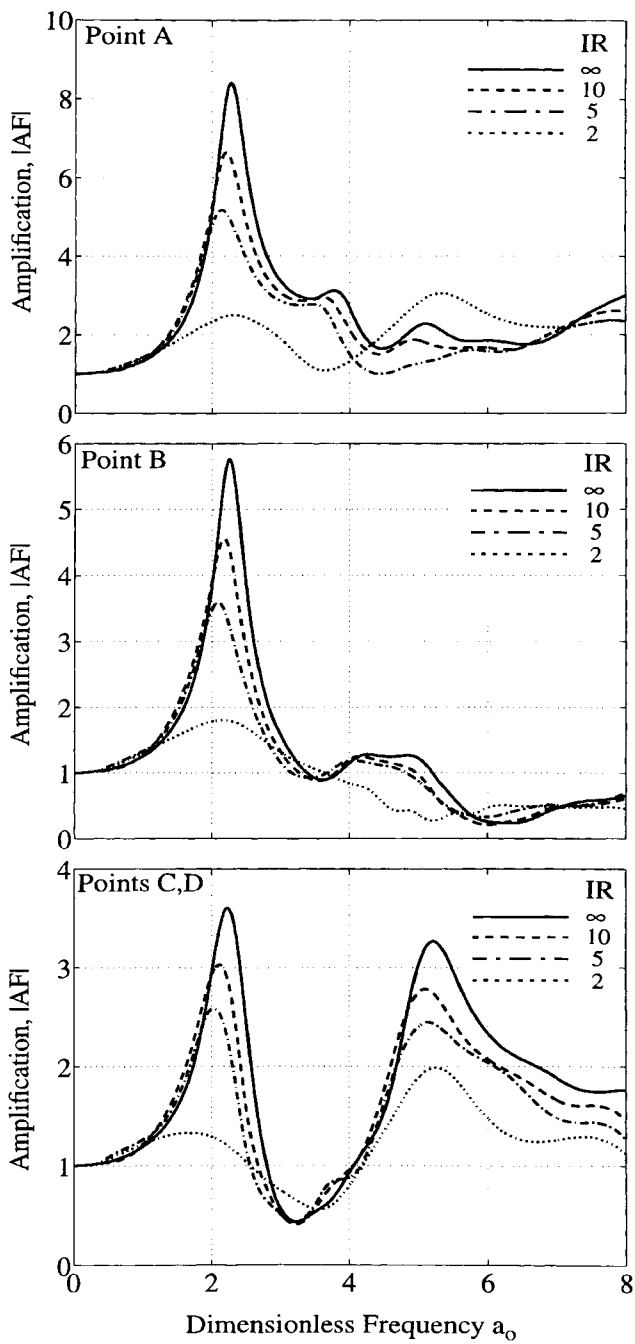 Point A
IR
∞
10
5
2
10
8
6
4
2
0
Amplification, |AF|
Point B
IR
∞
10
5
2
6
5
4
3
2
1
0
Amplification, |AF|
Points C,D
IR
∞
10
5
2
4
3
2
1
0
Amplification, |AF|
0 2 4 6 8
Dimensionless Frequency aₒ